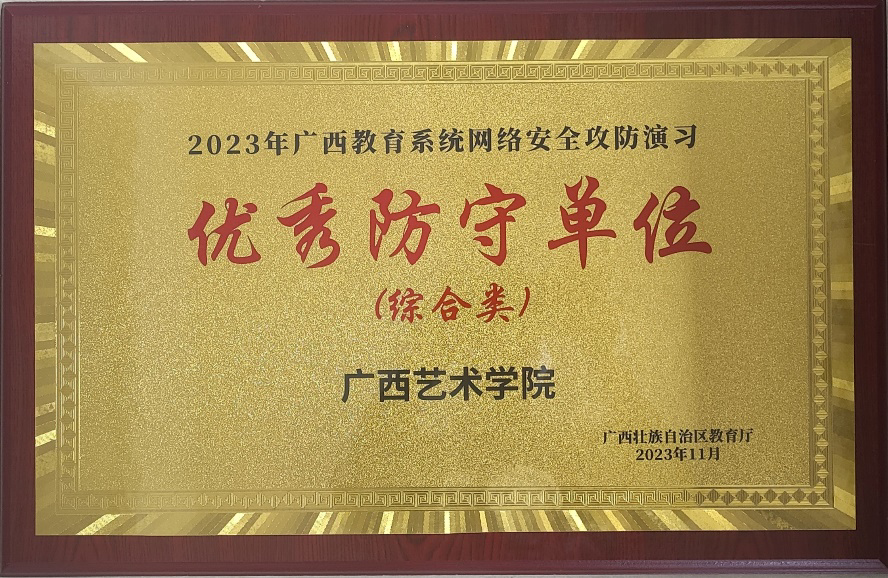 2023年广西教育系统网络安全攻防演习
优秀防守单位
(综合类)
广西艺术学院
广西壮族自治区教育厅
2023年11月